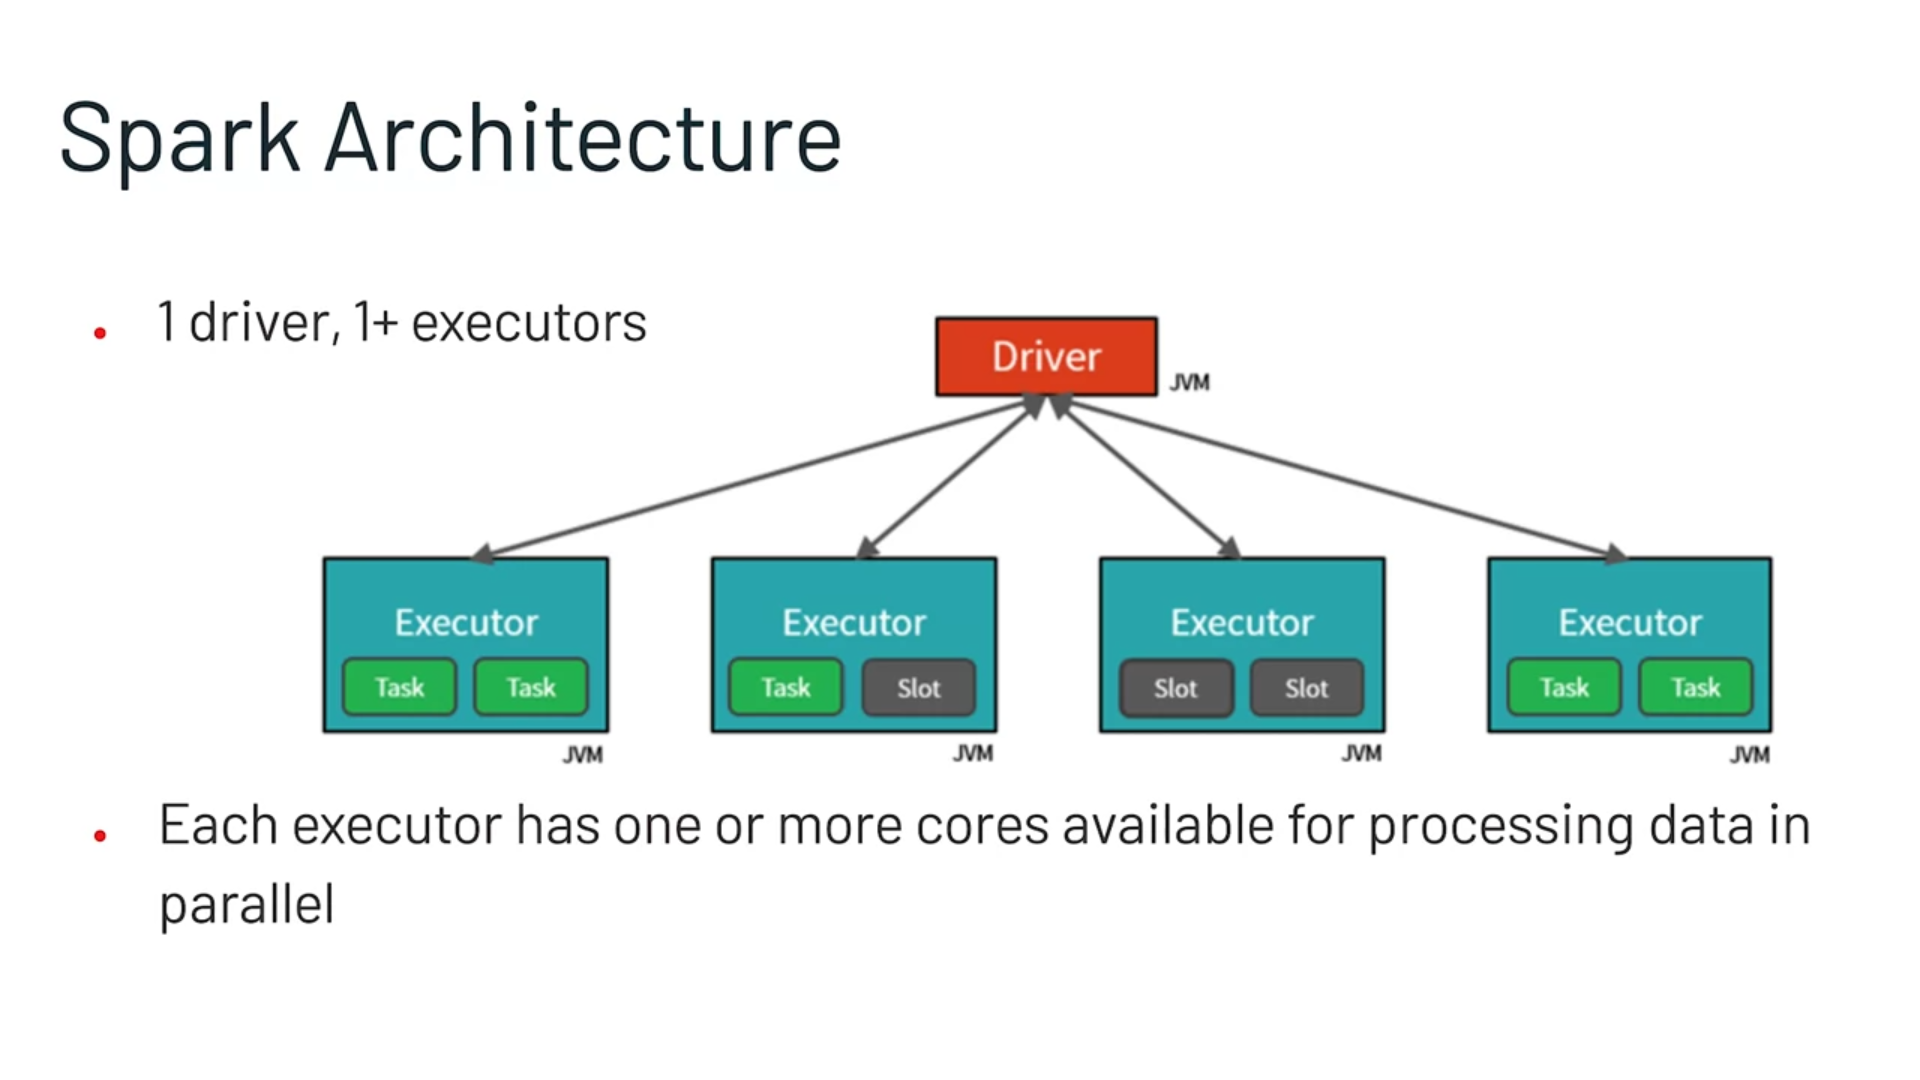 Spark Architecture
1 driver, 1+ executors
Driver
JVM
Executor
Task Task
JVM
Executor
Task Slot
JVM
Executor
Slot Slot
JVM
Executor
Task Task
JVM
Each executor has one or more cores available for processing data in
parallel